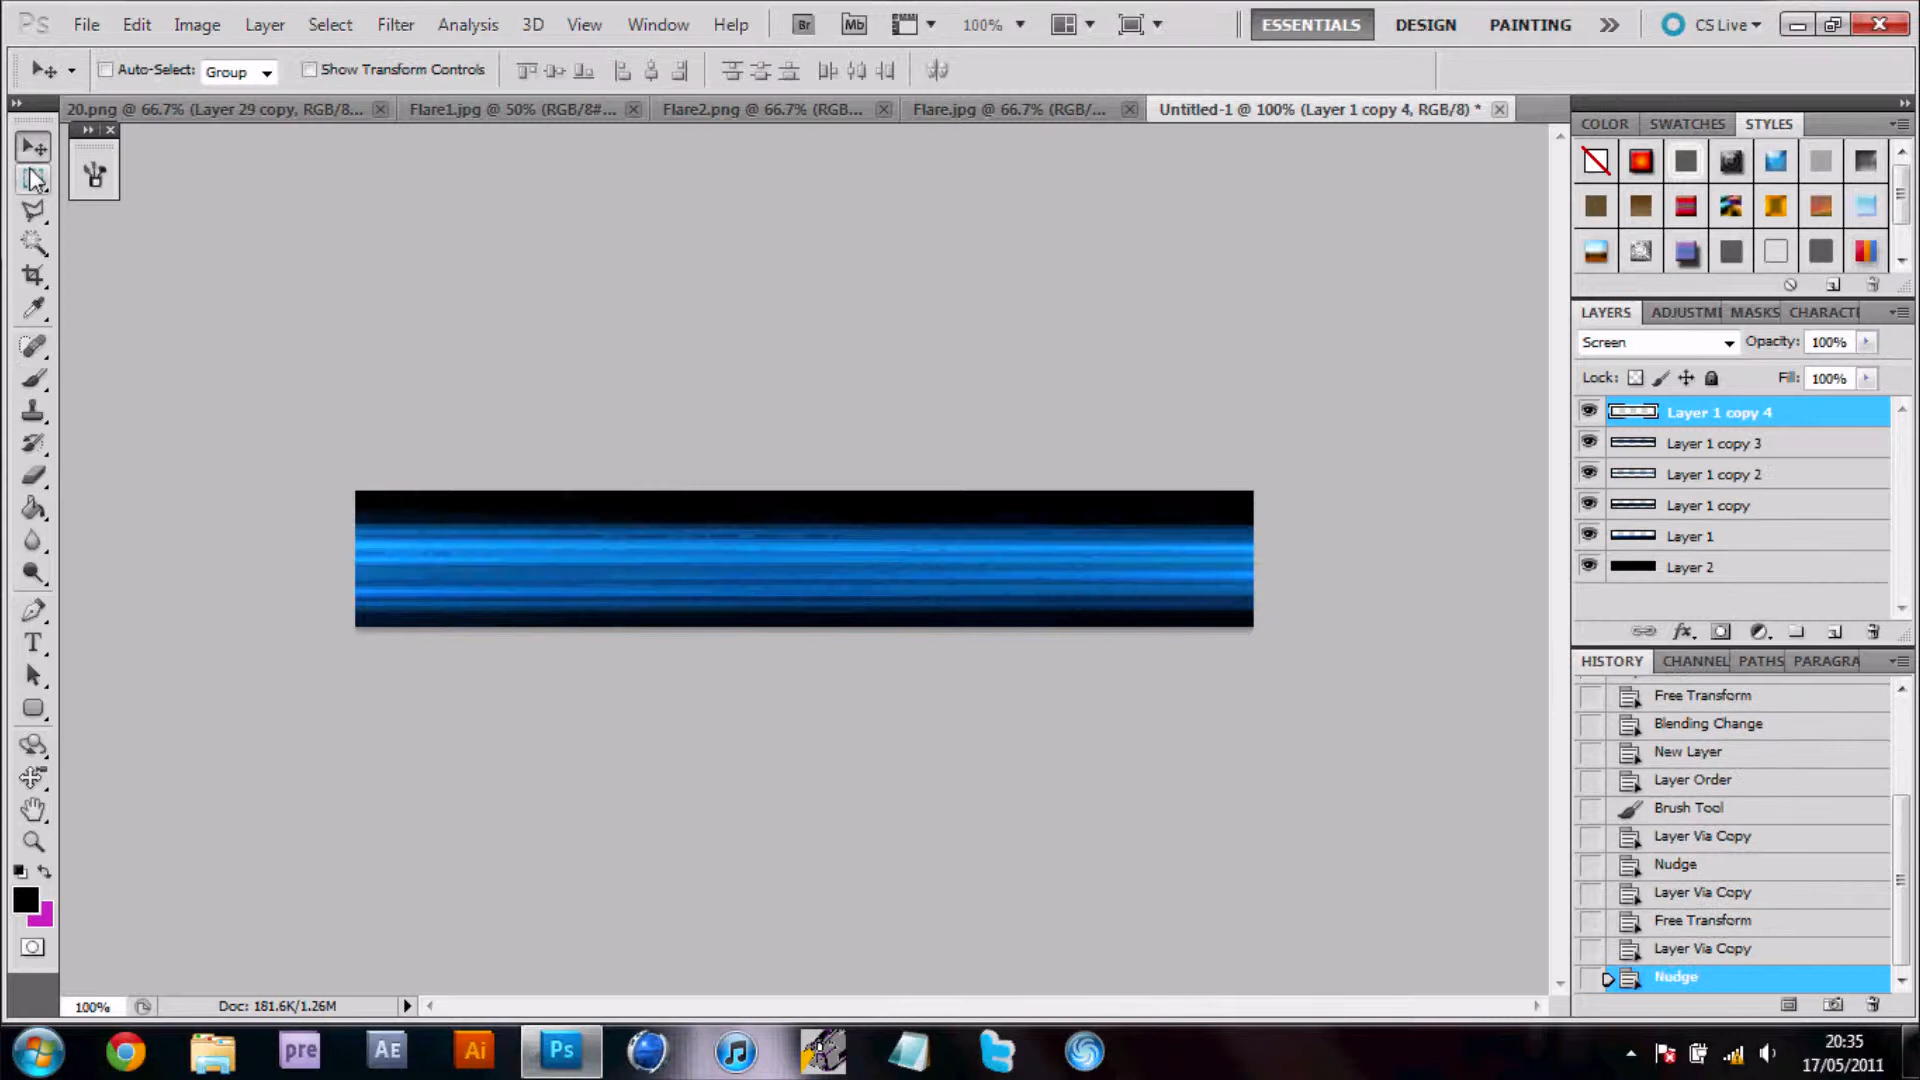 Ps File Edit Image Layer Select Filter Analysis 3D View Window Help Br Mb 100% ESSENTIALS DESIGN PAINTING CS Live
Auto-Select: Group Show Transform Controls
20.png @ 66.7% (Layer 29 copy, RGB/8... Flare1.jpg @ 50% (RGB/8#... Flare2.png @ 66.7% (RGB... Flare.jpg @ 66.7% (RGB/... Untitled-1 @ 100% (Layer 1 copy 4, RGB/8) *
COLOR SWATCHES STYLES
LAYERS ADJUSTME MASKS CHARACTE
Screen Opacity: 100%
Lock: Fill: 100%
Layer 1 copy 4
Layer 1 copy 3
Layer 1 copy 2
Layer 1 copy
Layer 1
Layer 2
fx
T
HISTORY CHANNEL PATHS PARAGRA
Free Transform
Blending Change
New Layer
Layer Order
Brush Tool
Layer Via Copy
Nudge
Layer Via Copy
Free Transform
Layer Via Copy
Nudge
100% Doc: 181.6K/1.26M
pre AE Ai Ps
20:35
17/05/2011